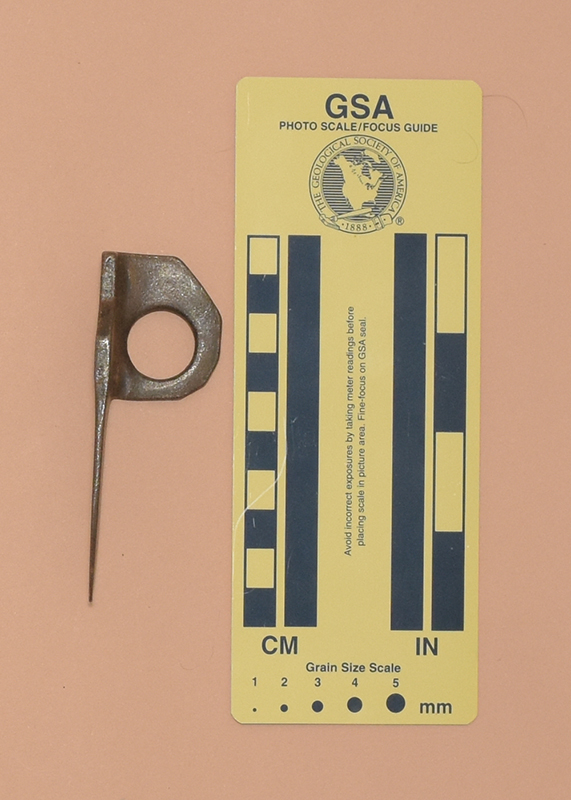 GSA
PHOTO SCALE/FOCUS GUIDE
THE GEOLOGICAL SOCIETY OF AMERICA
·1888·
®
Avoid incorrect exposures by taking meter readings before
placing scale in picture area. Fine-focus on GSA seal.
CM
IN
Grain Size Scale
1 2 3 4 5
mm